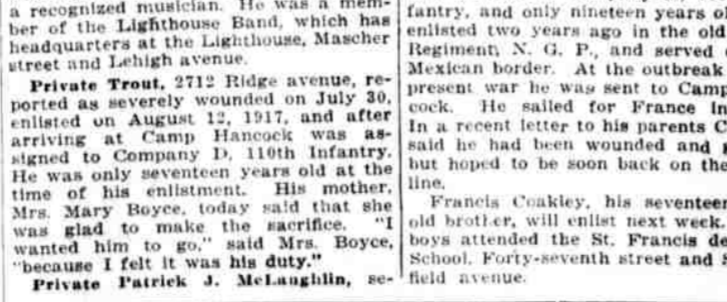 a recognized musician. He was a mem-
ber of the Lighthouse Band, which has
headquarters at the Lighthouse, Mascher
street and Lehigh avenue.
Private Trout, 2712 Ridge avenue, re-
ported as severely wounded on July 30,
enlisted on August 12, 1917, and after
arriving at Camp Hancock was as-
signed to Company D, 110th Infantry.
He was only seventeen years old at the
time of his enlistment. His mother,
Mrs. Mary Boyce, today said that she
was glad to make the sacrifice. "I
wanted him to go," said Mrs. Boyce,
"because I felt it was his duty."
Private Patrick J. McLaughlin, se-
fantry, and only nineteen years
enlisted two years ago in the old
Regiment, N. G. P., and served
Mexican border. At the outbreak
present war he was sent to Camp
cock. He sailed for France
In a recent letter to his parents
said he had been wounded and
but hoped to be soon back on the
line.
Francis Coakley, his seventeen
old brother, will enlist next week.
boys attended the St. Francis de
School, Forty-seventh street and
field avenue.